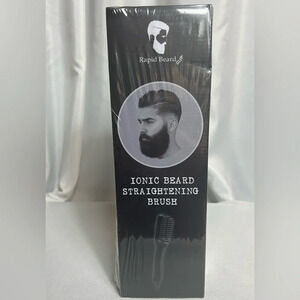 Rapid Beard
IONIC BEARD
STRAIGHTENING
BRUSH